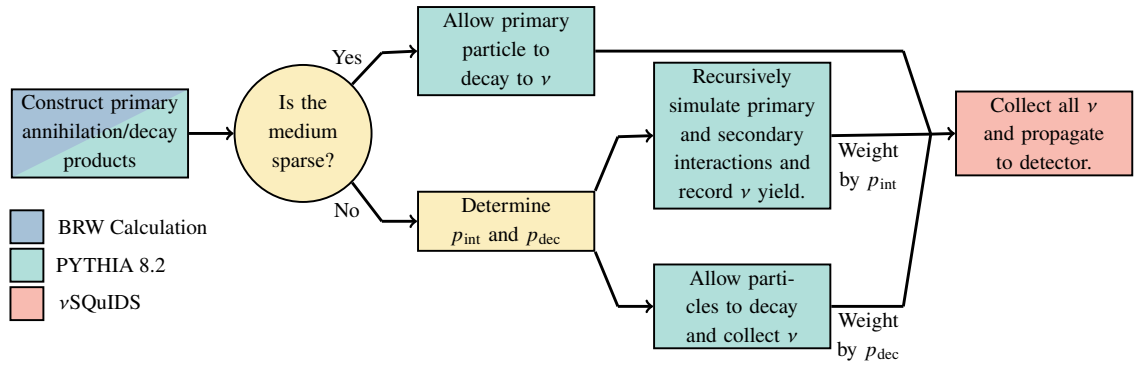 Construct primary
annihilation/decay
products
Is the
medium
sparse?
Yes
No
Allow primary
particle to
decay to ν
Determine
p_int and p_dec
Recursively
simulate primary
and secondary
interactions and
record ν yield.
Weight
by p_int
Allow parti-
cles to decay
and collect ν
Weight
by p_dec
Collect all ν
and propagate
to detector.
BRW Calculation
PYTHIA 8.2
νSQuIDS